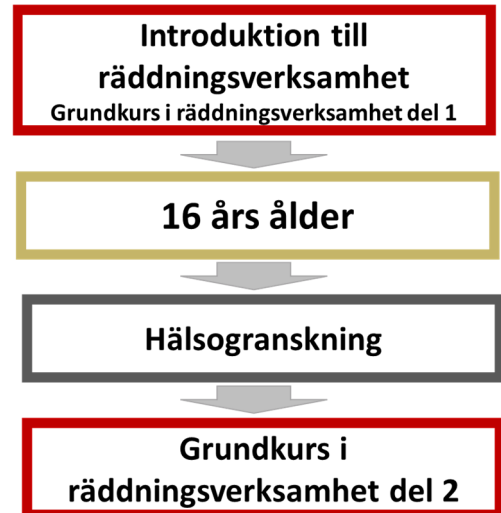 Introduktion till
räddningsverksamhet
Grundkurs i räddningsverksamhet del 1
16 års ålder
Hälsogranskning
Grundkurs i
räddningsverksamhet del 2